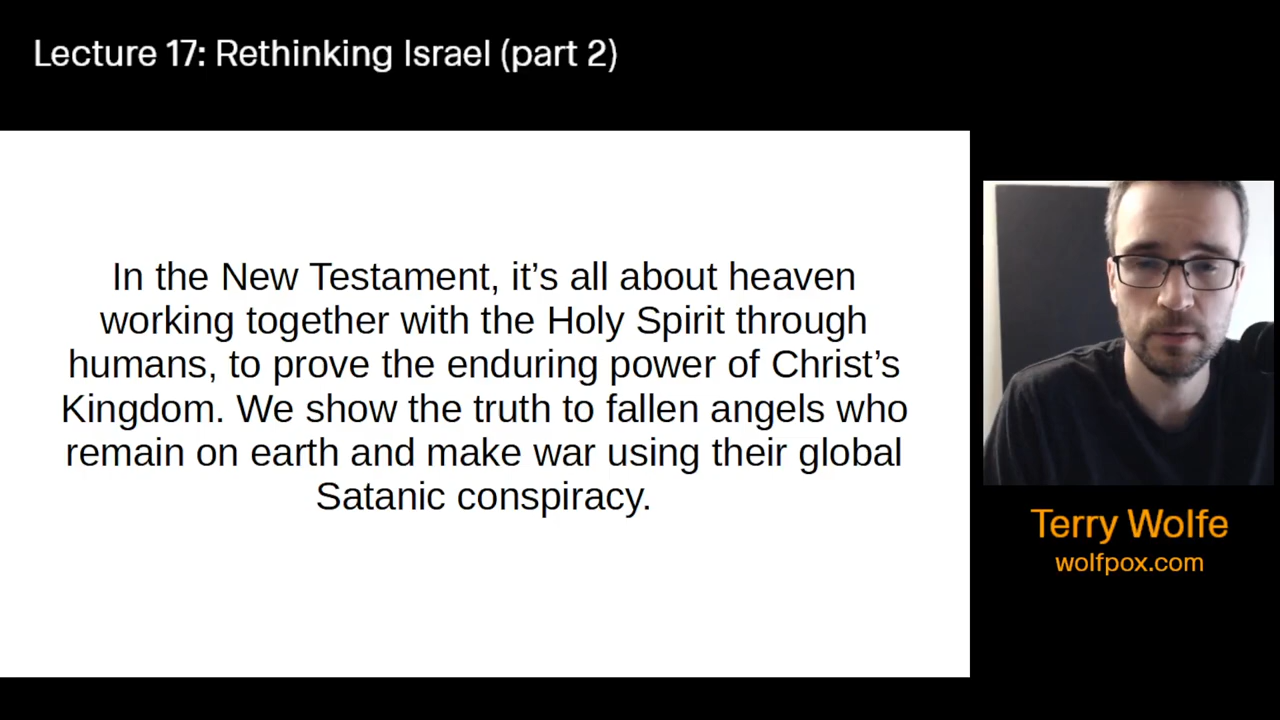 Lecture 17: Rethinking Israel (part 2)
In the New Testament, it’s all about heaven
working together with the Holy Spirit through
humans, to prove the enduring power of Christ’s
Kingdom. We show the truth to fallen angels who
remain on earth and make war using their global
Satanic conspiracy.
Terry Wolfe
wolfpox.com